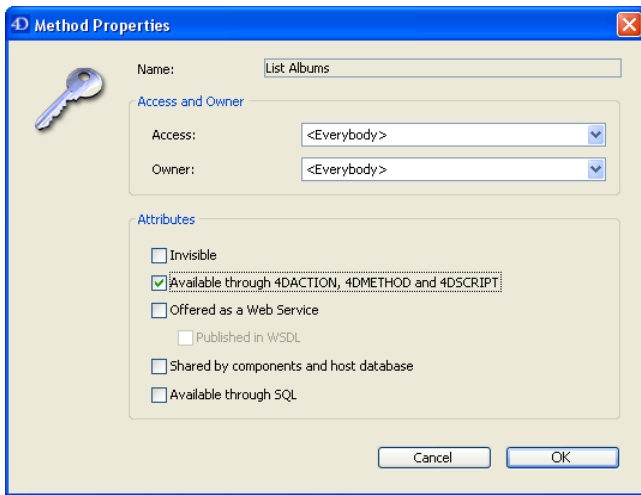 4D Method Properties
Name: List Albums
Access and Owner
Access: <Everybody>
Owner: <Everybody>
Attributes
Invisible
Available through 4DACTION, 4DMETHOD and 4DSCRIPT
Offered as a Web Service
Published in WSDL
Shared by components and host database
Available through SQL
Cancel OK